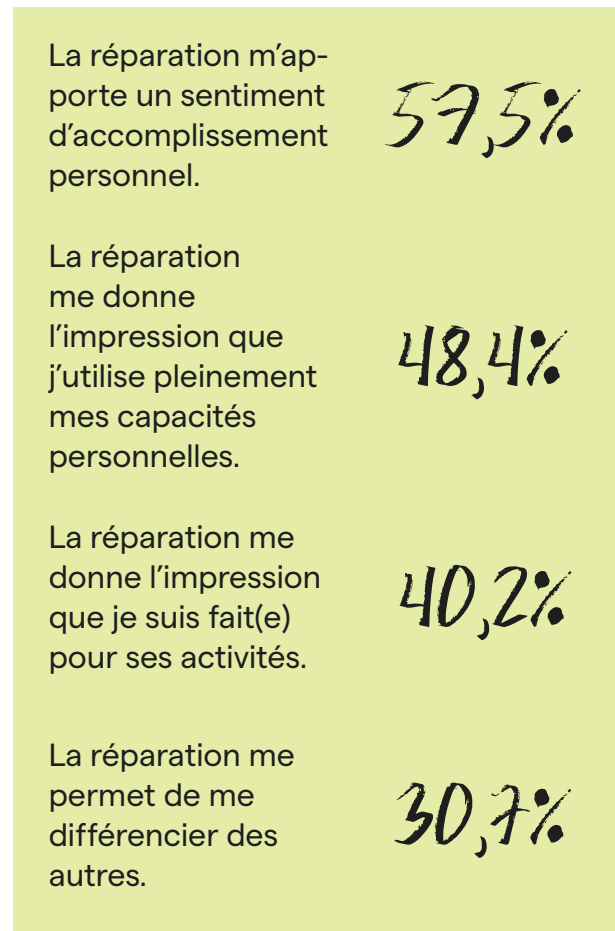 La réparation m’ap-
porte un sentiment
d’accomplissement
personnel.
57,5%
La réparation
me donne
l’impression que
j’utilise pleinement
mes capacités
personnelles.
48,4%
La réparation me
donne l’impression
que je suis fait(e)
pour ses activités.
40,2%
La réparation me
permet de me
différencier des
autres.
30,7%